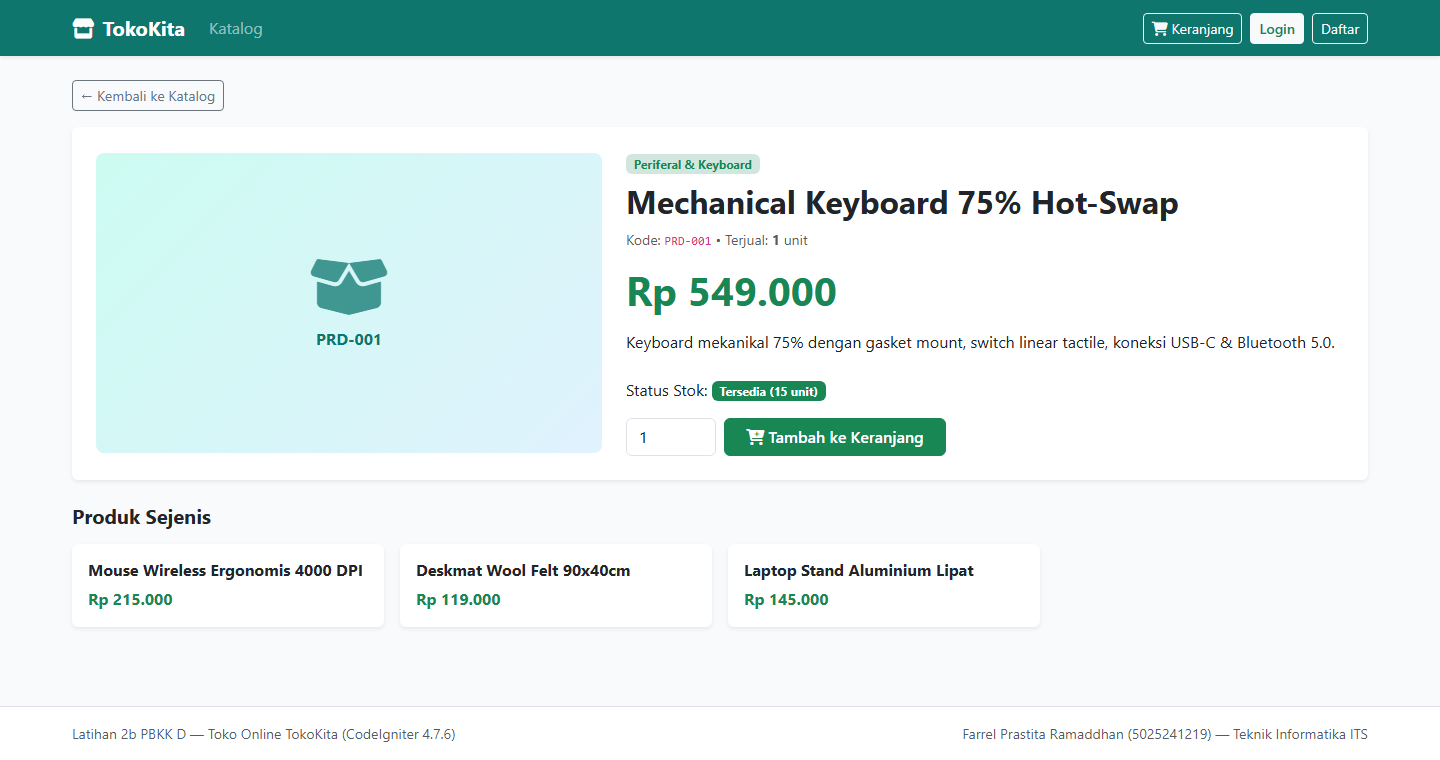 TokoKita Katalog Keranjang Login Daftar
← Kembali ke Katalog
PRD-001
Periferal & Keyboard
Mechanical Keyboard 75% Hot-Swap
Kode: PRD-001 • Terjual: 1 unit
Rp 549.000
Keyboard mekanikal 75% dengan gasket mount, switch linear tactile, koneksi USB-C & Bluetooth 5.0.
Status Stok: Tersedia (15 unit)
1 Tambah ke Keranjang
Produk Sejenis
Mouse Wireless Ergonomis 4000 DPI
Rp 215.000
Deskmat Wool Felt 90x40cm
Rp 119.000
Laptop Stand Aluminium Lipat
Rp 145.000
Latihan 2b PBKK D — Toko Online TokoKita (CodeIgniter 4.7.6)
Farrel Prastita Ramaddhan (5025241219) — Teknik Informatika ITS